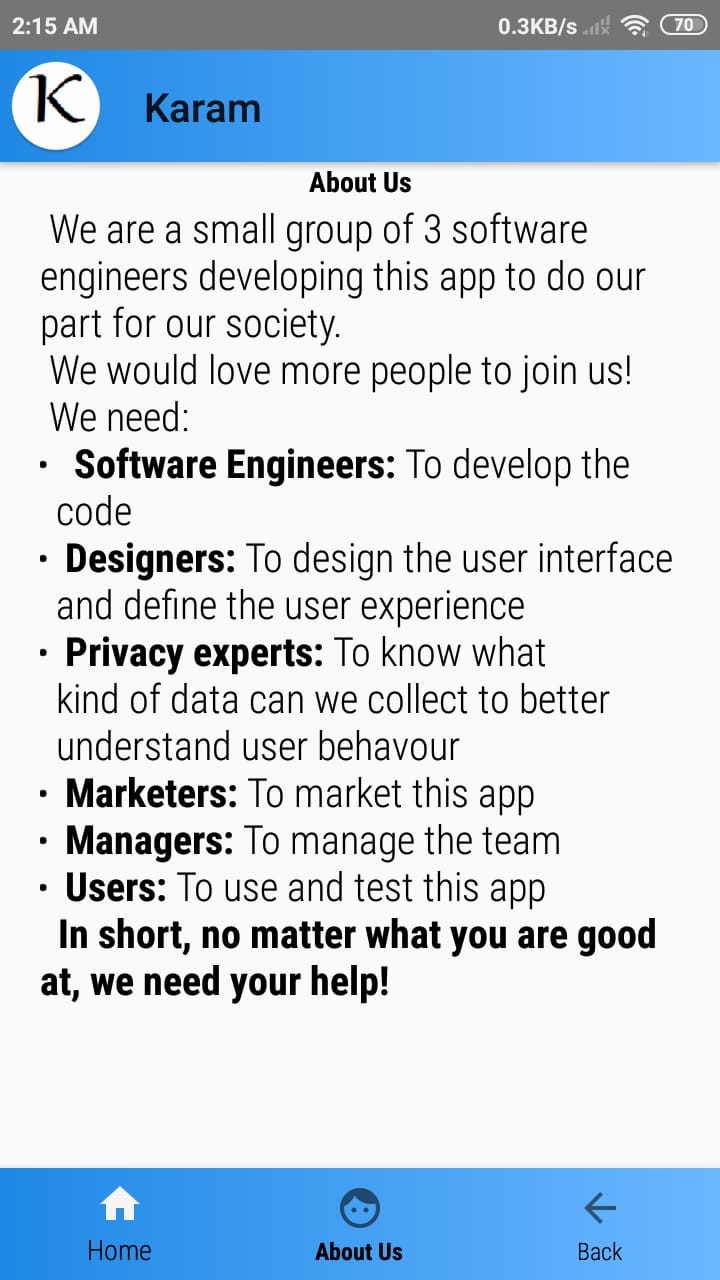 2:15 AM 0.3KB/s 70
K Karam
About Us
We are a small group of 3 software
engineers developing this app to do our
part for our society.
We would love more people to join us!
We need:
• Software Engineers: To develop the
code
• Designers: To design the user interface
and define the user experience
• Privacy experts: To know what
kind of data can we collect to better
understand user behavour
• Marketers: To market this app
• Managers: To manage the team
• Users: To use and test this app
In short, no matter what you are good
at, we need your help!
Home About Us Back